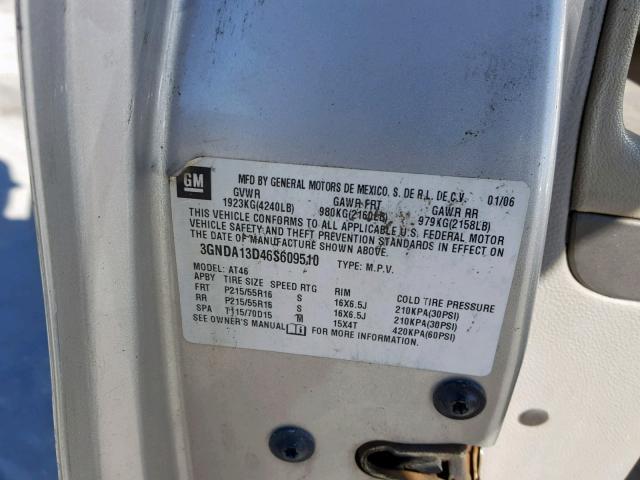 GM
MFD BY GENERAL MOTORS DE MEXICO. S. DE R.L. DE C.V. 01/06
GVWR GAWR FRT GAWR RR
1923KG(4240LB) 980KG(2160LB) 979KG(2158LB)
THIS VEHICLE CONFORMS TO ALL APPLICABLE U.S. FEDERAL MOTOR
VEHICLE SAFETY AND THEFT PREVENTION STANDARDS IN EFFECT ON
THE DATE OF MANUFACTURE SHOWN ABOVE.
3GNDA13D46S609510 TYPE: M.P.V.
MODEL: AT46
APBY TIRE SIZE SPEED RTG RIM COLD TIRE PRESSURE
FRT P215/55R16 S 16X6.5J 210KPA(30PSI)
RR P215/55R16 S 16X6.5J 210KPA(30PSI)
SPA T115/70D15 M 15X4T 420KPA(60PSI)
SEE OWNER'S MANUAL FOR MORE INFORMATION.